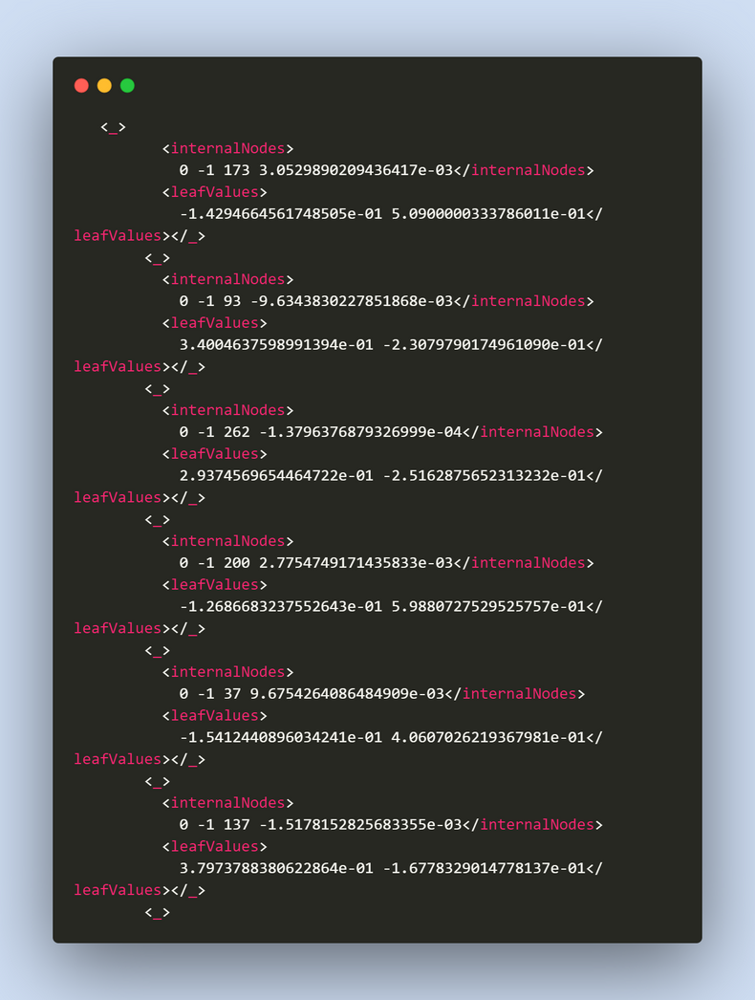 <_>
<internalNodes>
0 -1 173 3.0529890209436417e-03</internalNodes>
<leafValues>
-1.4294664561748505e-01 5.0900000333786011e-01</
leafValues></_>
<_>
<internalNodes>
0 -1 93 -9.6343830227851868e-03</internalNodes>
<leafValues>
3.4004637598991394e-01 -2.3079790174961090e-01</
leafValues></_>
<_>
<internalNodes>
0 -1 262 -1.3796376879326999e-04</internalNodes>
<leafValues>
2.9374569654464722e-01 -2.5162875652313232e-01</
leafValues></_>
<_>
<internalNodes>
0 -1 200 2.7754749171435833e-03</internalNodes>
<leafValues>
-1.2686683237552643e-01 5.9880727529525757e-01</
leafValues></_>
<_>
<internalNodes>
0 -1 37 9.6754264086484909e-03</internalNodes>
<leafValues>
-1.5412440896034241e-01 4.0607026219367981e-01</
leafValues></_>
<_>
<internalNodes>
0 -1 137 -1.5178152825683355e-03</internalNodes>
<leafValues>
3.7973788380622864e-01 -1.6778329014778137e-01</
leafValues></_>
<_>